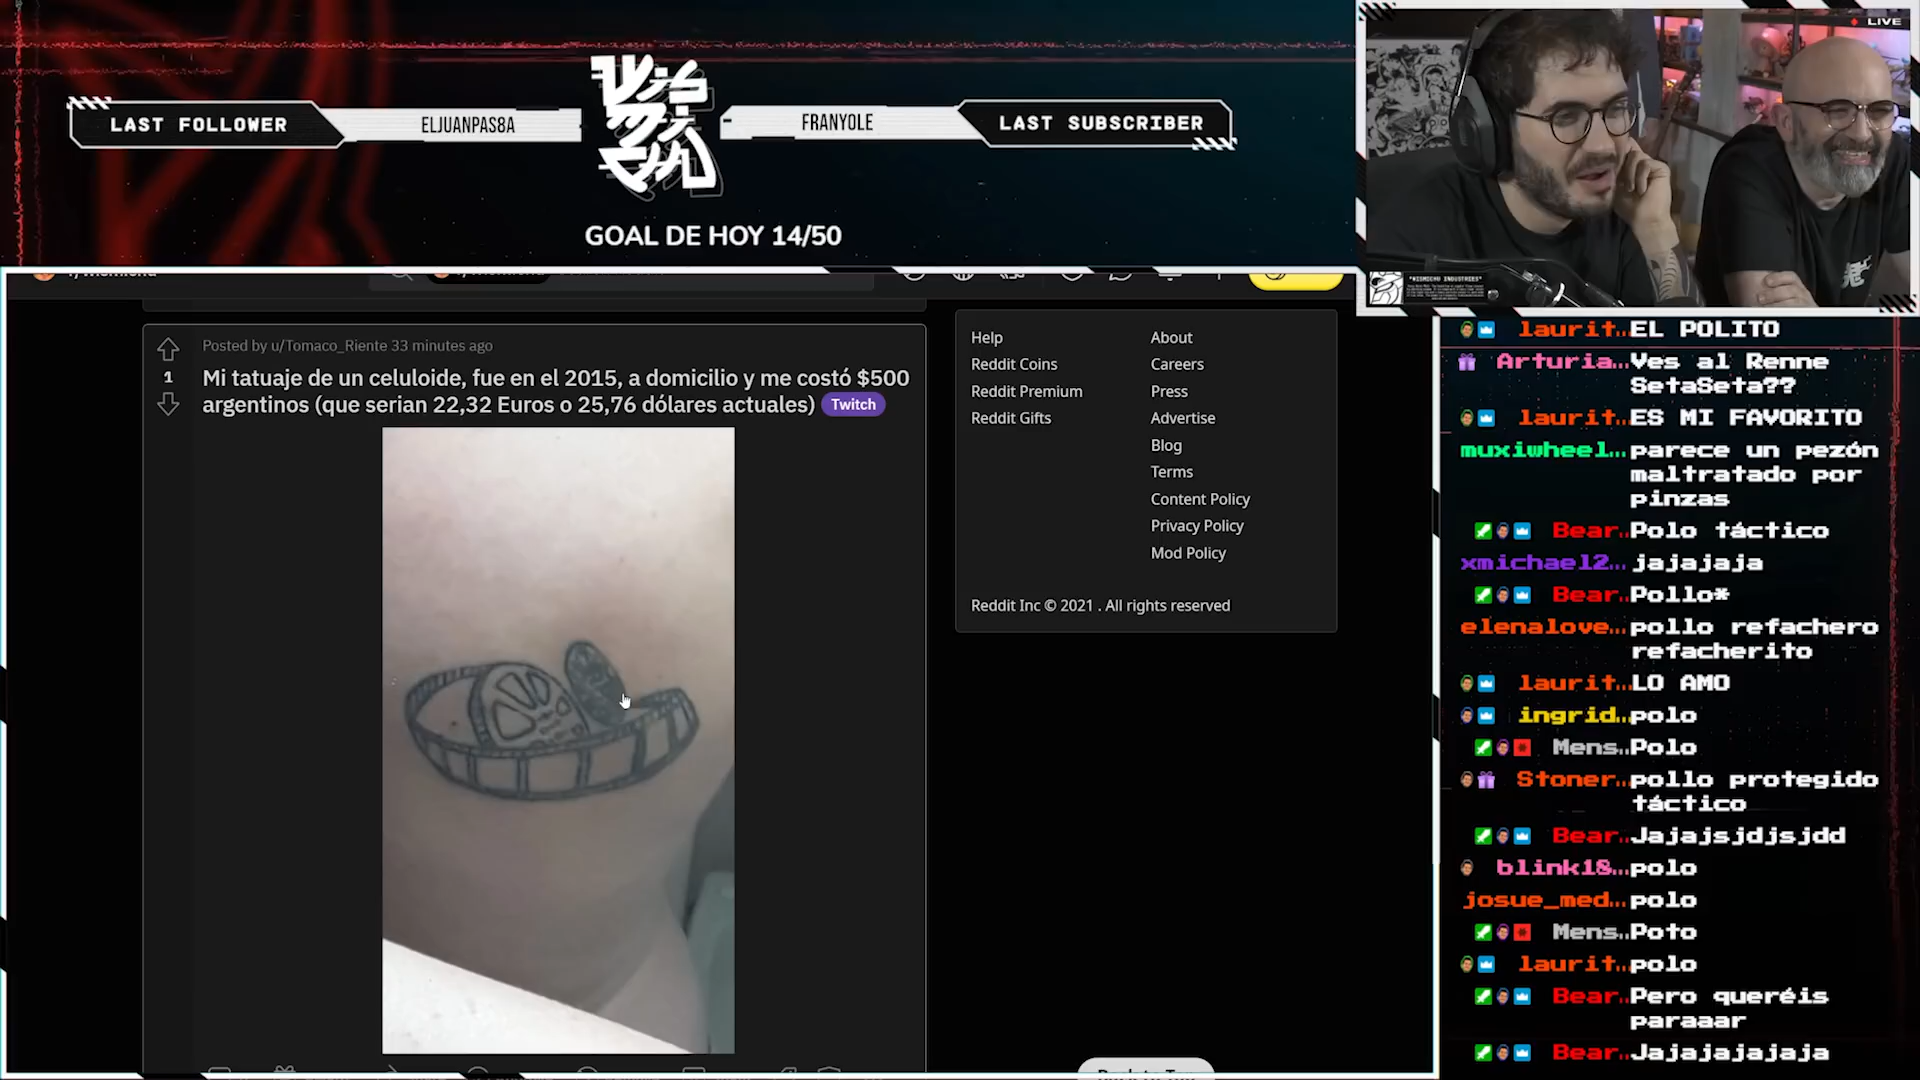 LIVE
LAST FOLLOWER
ELJUANPAS8A
FRANYOLE
LAST SUBSCRIBER
GOAL DE HOY 14/50
"WISMICHU INDUSTRIES"
Posted by u/Tomaco_Riente 33 minutes ago
1
Mi tatuaje de un celuloide, fue en el 2015, a domicilio y me costó $500
argentinos (que serian 22,32 Euros o 25,76 dólares actuales) Twitch
Help
About
Reddit Coins
Careers
Reddit Premium
Press
Reddit Gifts
Advertise
Blog
Terms
Content Policy
Privacy Policy
Mod Policy
Reddit Inc © 2021 . All rights reserved
laurit.. EL POLITO
Arturia... Ves al Renne
SetaSeta??
laurit.. ES MI FAVORITO
muxiwheel... parece un pezón
maltratado por
pinzas
Bear.. Polo táctico
xmichael2... jajajaja
Bear.. Pollo*
elenalove... pollo refachero
refacherito
laurit.. LO AMO
ingrid.. polo
Mens.. Polo
Stoner.. pollo protegido
táctico
Bear.. Jajajsjdjsjdd
blink18... polo
josue_med... polo
Mens.. Poto
laurit.. polo
Bear.. Pero queréis
paraaar
Bear.. Jajajajajaja